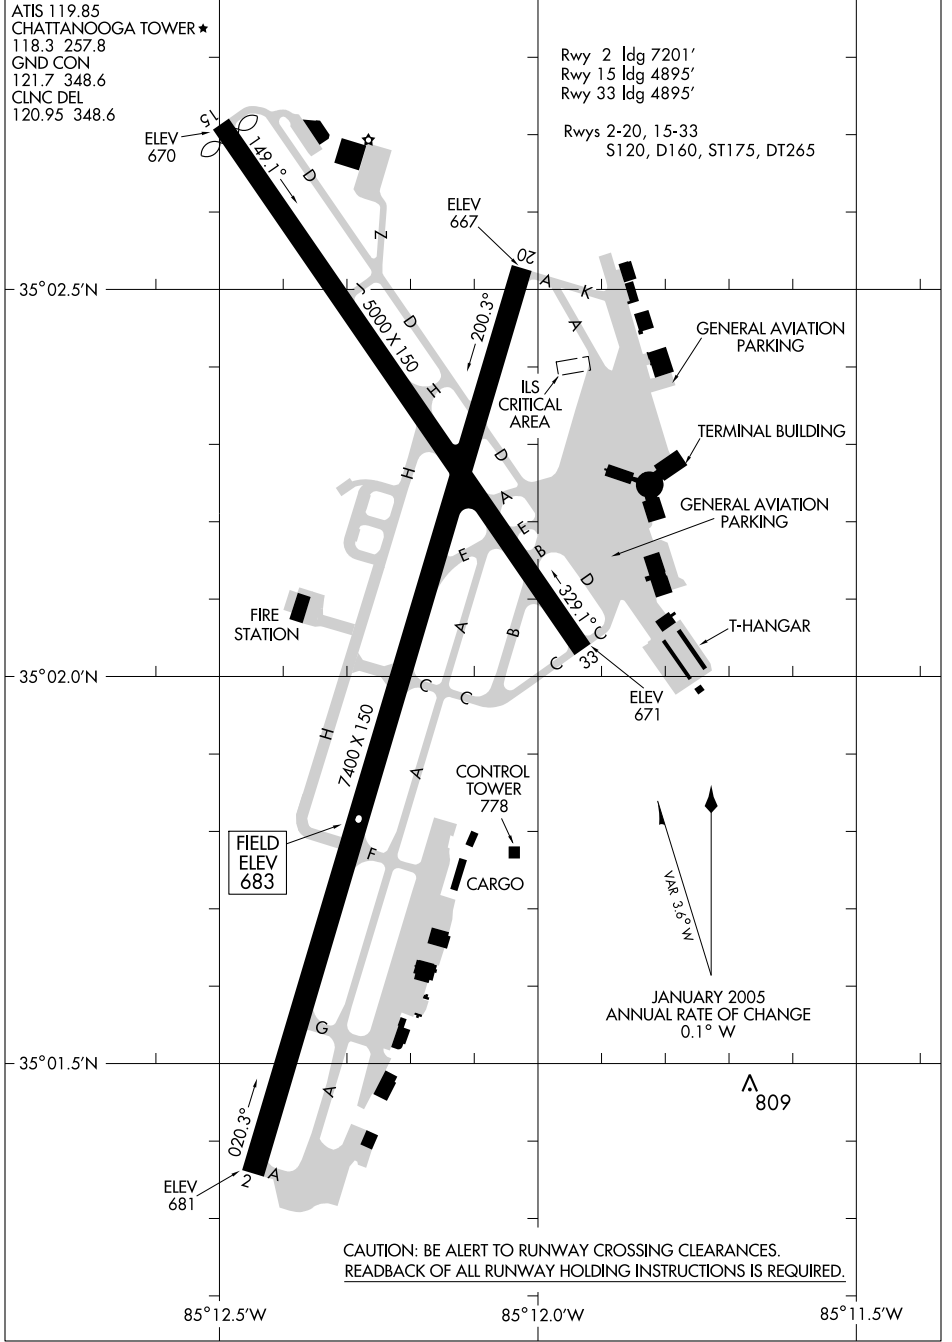 ATIS 119.85
CHATTANOOGA TOWER★
118.3 257.8
GND CON
121.7 348.6
CLNC DEL
120.95 348.6
Rwy 2 ldg 7201′
Rwy 15 ldg 4895′
Rwy 33 ldg 4895′
Rwys 2-20, 15-33
S120, D160, ST175, DT265
15
ELEV
670
149.1°
D
Z
ELEV
667
20
A
K
A
35°02.5′N
J
5000 X 150
D
200.3°
GENERAL AVIATION
PARKING
ILS
CRITICAL
AREA
H
TERMINAL BUILDING
H
D
A
GENERAL AVIATION
PARKING
E
E
B
D
329.1°
FIRE
STATION
A
B
C
T-HANGAR
C
33
35°02.0′N
C
C
ELEV
671
H
7400 X 150
A
CONTROL
TOWER
778
FIELD
ELEV
683
F
CARGO
VAR 3.6° W
JANUARY 2005
ANNUAL RATE OF CHANGE
0.1° W
G
35°01.5′N
A
809
020.3°
2
A
ELEV
681
CAUTION: BE ALERT TO RUNWAY CROSSING CLEARANCES.
READBACK OF ALL RUNWAY HOLDING INSTRUCTIONS IS REQUIRED.
85°12.5′W
85°12.0′W
85°11.5′W